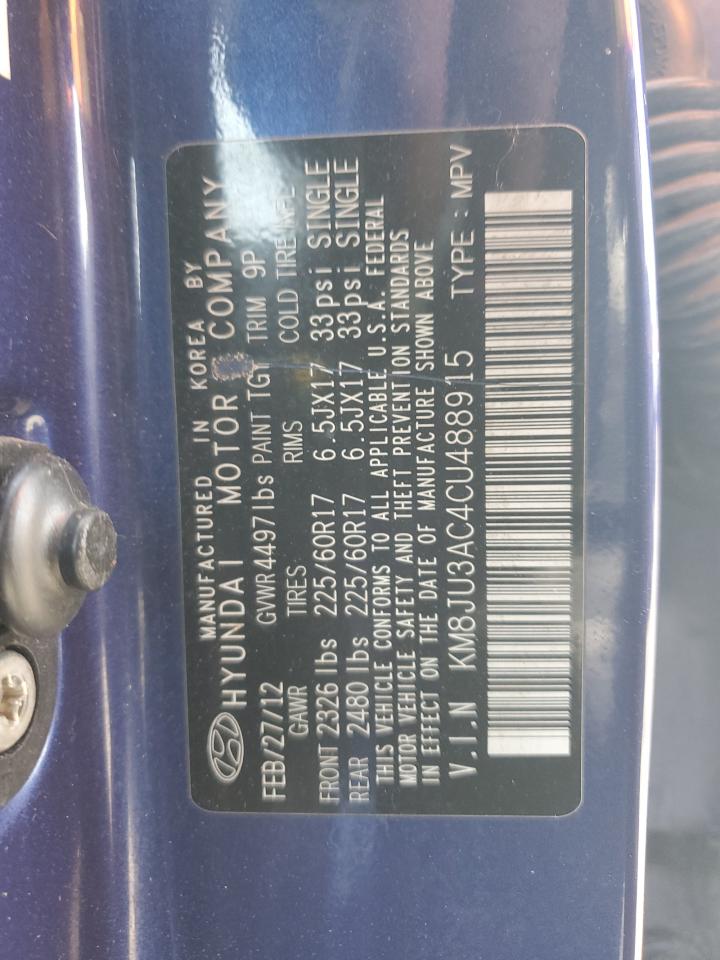 MANUFACTURED IN KOREA BY
HYUNDAI MOTOR COMPANY
FEB/27/12 GVWR 4497lbs PAINT TGY TRIM 9P
GAWR TIRES RIMS COLD TIRE INFL
FRONT 2326 lbs 225/60R17 6.5JX17 33psi SINGLE
REAR 2480 lbs 225/60R17 6.5JX17 33psi SINGLE
THIS VEHICLE CONFORMS TO ALL APPLICABLE U.S.A. FEDERAL
MOTOR VEHICLE SAFETY AND THEFT PREVENTION STANDARDS
IN EFFECT ON THE DATE OF MANUFACTURE SHOWN ABOVE
V.I.N KM8JU3AC4CU488915 TYPE : MPV